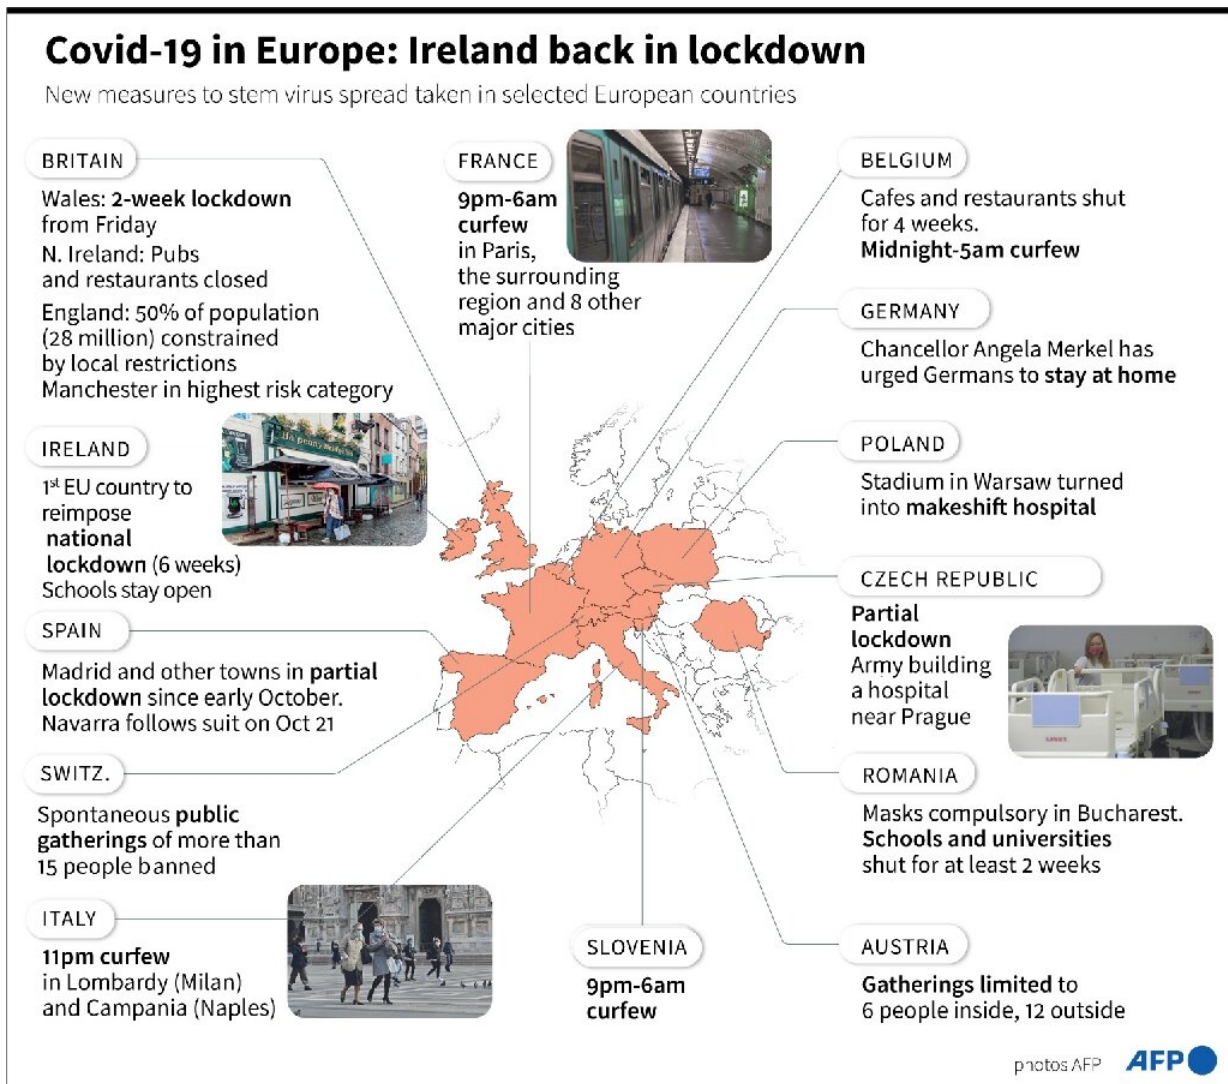 Covid-19 in Europe: Ireland back in lockdown
New measures to stem virus spread taken in selected European countries
BRITAIN
Wales: 2-week lockdown
from Friday
N. Ireland: Pubs
and restaurants closed
England: 50% of population
(28 million) constrained
by local restrictions
Manchester in highest risk category
IRELAND
1st EU country to
reimpose
national
lockdown (6 weeks)
Schools stay open
SPAIN
Madrid and other towns in partial
lockdown since early October.
Navarra follows suit on Oct 21
SWITZ.
Spontaneous public
gatherings of more than
15 people banned
ITALY
11pm curfew
in Lombardy (Milan)
and Campania (Naples)
FRANCE
9pm-6am
curfew
in Paris,
the surrounding
region and 8 other
major cities
SLOVENIA
9pm-6am
curfew
BELGIUM
Cafes and restaurants shut
for 4 weeks.
Midnight-5am curfew
GERMANY
Chancellor Angela Merkel has
urged Germans to stay at home
POLAND
Stadium in Warsaw turned
into makeshift hospital
CZECH REPUBLIC
Partial
lockdown
Army building
a hospital
near Prague
ROMANIA
Masks compulsory in Bucharest.
Schools and universities
shut for at least 2 weeks
AUSTRIA
Gatherings limited to
6 people inside, 12 outside
photos AFP
AFP